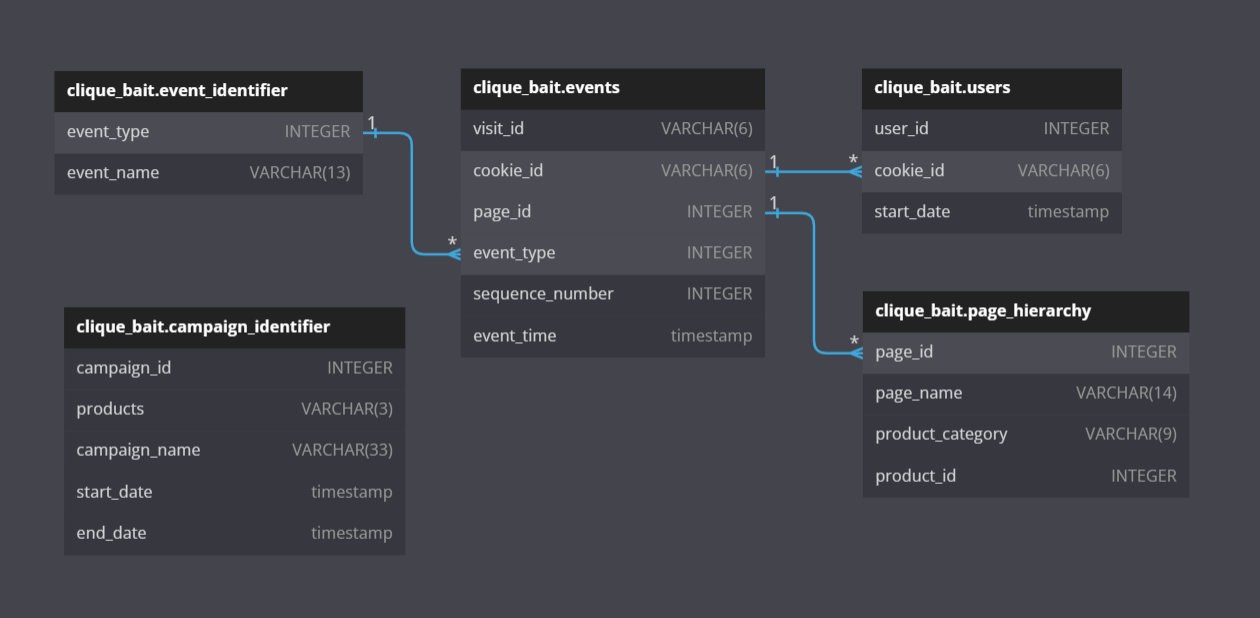 clique_bait.event_identifier
event_type INTEGER
event_name VARCHAR(13)
1
*
clique_bait.events
visit_id VARCHAR(6)
cookie_id VARCHAR(6)
page_id INTEGER
event_type INTEGER
sequence_number INTEGER
event_time timestamp
1
*
1
*
clique_bait.users
user_id INTEGER
cookie_id VARCHAR(6)
start_date timestamp
clique_bait.campaign_identifier
campaign_id INTEGER
products VARCHAR(3)
campaign_name VARCHAR(33)
start_date timestamp
end_date timestamp
clique_bait.page_hierarchy
page_id INTEGER
page_name VARCHAR(14)
product_category VARCHAR(9)
product_id INTEGER